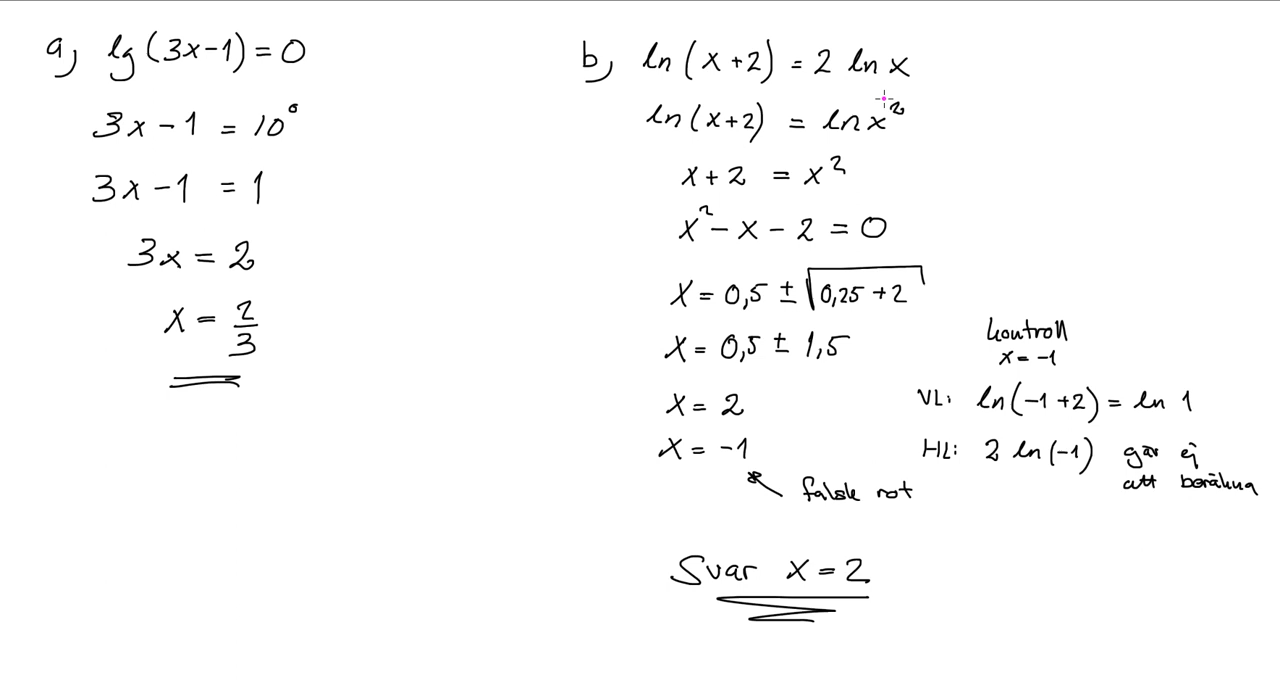 a) lg(3x-1) = 0
3x - 1 = 10⁰
3x - 1 = 1
3x = 2
x = 2/3
b) ln(x+2) = 2 ln x
ln(x+2) = ln x²
x + 2 = x²
x² - x - 2 = 0
x = 0,5 ± √(0,25 + 2)
x = 0,5 ± 1,5
x = 2
x = -1
falsk rot
kontroll
x = -1
VL: ln(-1+2) = ln 1
HL: 2 ln(-1) går ej
att beräkna
Svar x = 2